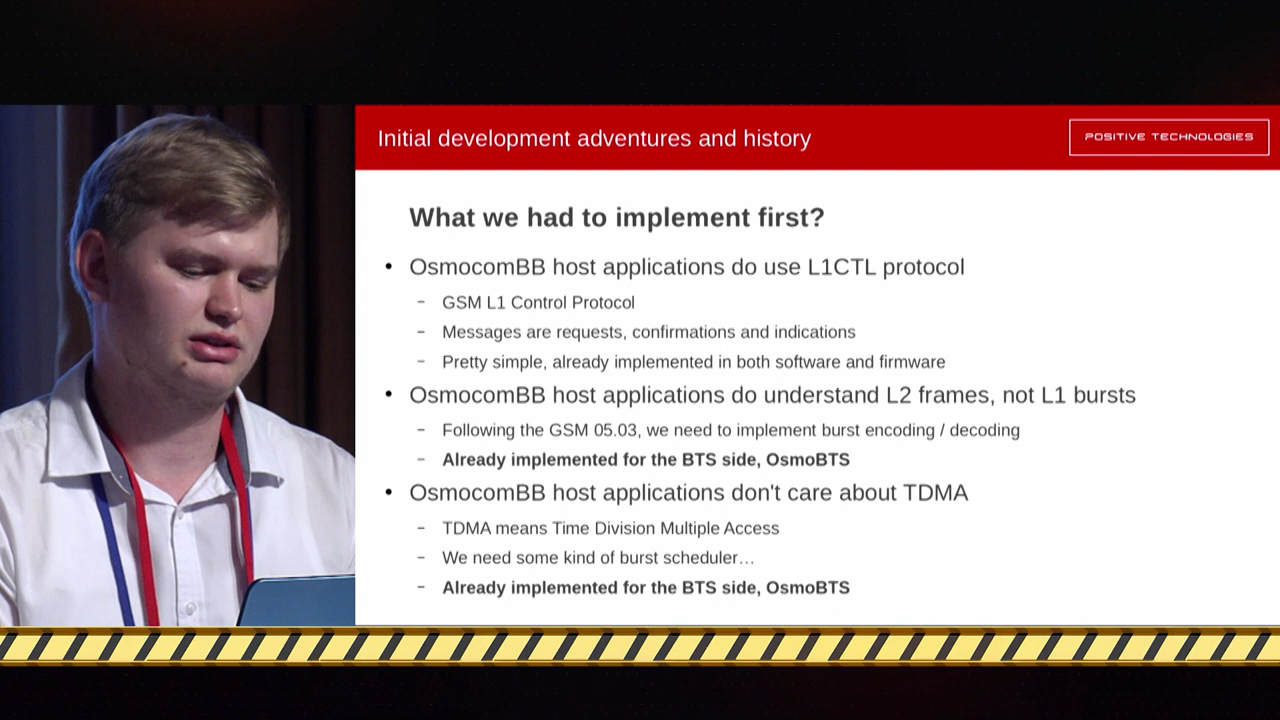 Initial development adventures and history
POSITIVE TECHNOLOGIES
What we had to implement first?
• OsmocomBB host applications do use L1CTL protocol
– GSM L1 Control Protocol
– Messages are requests, confirmations and indications
– Pretty simple, already implemented in both software and firmware
• OsmocomBB host applications do understand L2 frames, not L1 bursts
– Following the GSM 05.03, we need to implement burst encoding / decoding
– Already implemented for the BTS side, OsmoBTS
• OsmocomBB host applications don't care about TDMA
– TDMA means Time Division Multiple Access
– We need some kind of burst scheduler…
– Already implemented for the BTS side, OsmoBTS